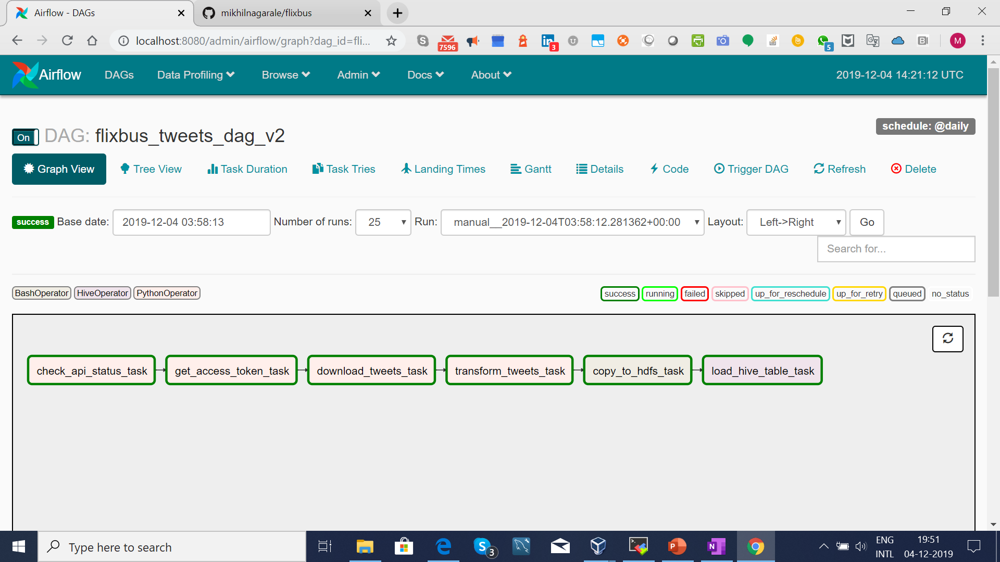 Airflow - DAGs
mikhilnagarale/flixbus
localhost:8080/admin/airflow/graph?dag_id=fli...
7596
3
5
M
Airflow DAGs Data Profiling Browse Admin Docs About 2019-12-04 14:21:12 UTC
schedule: @daily
On DAG: flixbus_tweets_dag_v2
Graph View Tree View Task Duration Task Tries Landing Times Gantt Details Code Trigger DAG Refresh Delete
success Base date: 2019-12-04 03:58:13 Number of runs: 25 Run: manual__2019-12-04T03:58:12.281362+00:00 Layout: Left->Right Go
Search for...
BashOperator HiveOperator PythonOperator success running failed skipped up_for_reschedule up_for_retry queued no_status
check_api_status_task get_access_token_task download_tweets_task transform_tweets_task copy_to_hdfs_task load_hive_table_task
Type here to search
3
ENG
INTL
19:51
04-12-2019